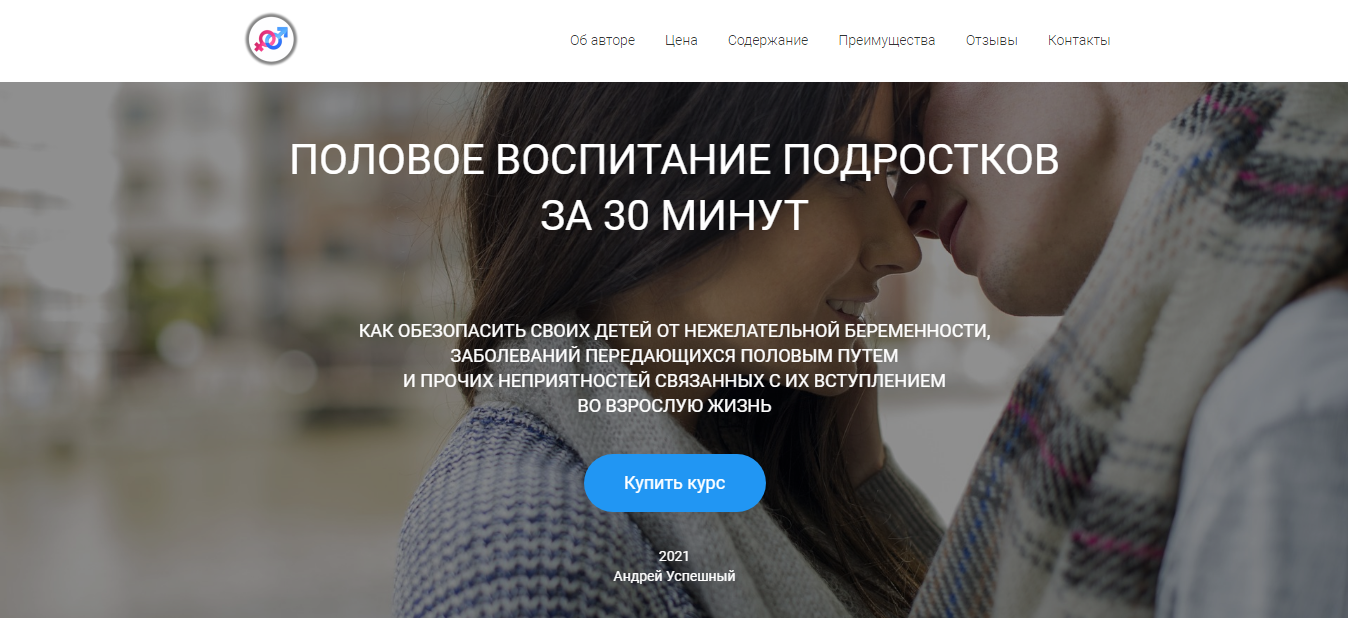 Об авторе Цена Содержание Преимущества Отзывы Контакты
ПОЛОВОЕ ВОСПИТАНИЕ ПОДРОСТКОВ
ЗА 30 МИНУТ
КАК ОБЕЗОПАСИТЬ СВОИХ ДЕТЕЙ ОТ НЕЖЕЛАТЕЛЬНОЙ БЕРЕМЕННОСТИ,
ЗАБОЛЕВАНИЙ ПЕРЕДАЮЩИХСЯ ПОЛОВЫМ ПУТЕМ
И ПРОЧИХ НЕПРИЯТНОСТЕЙ СВЯЗАННЫХ С ИХ ВСТУПЛЕНИЕМ
ВО ВЗРОСЛУЮ ЖИЗНЬ
Купить курс
2021
Андрей Успешный